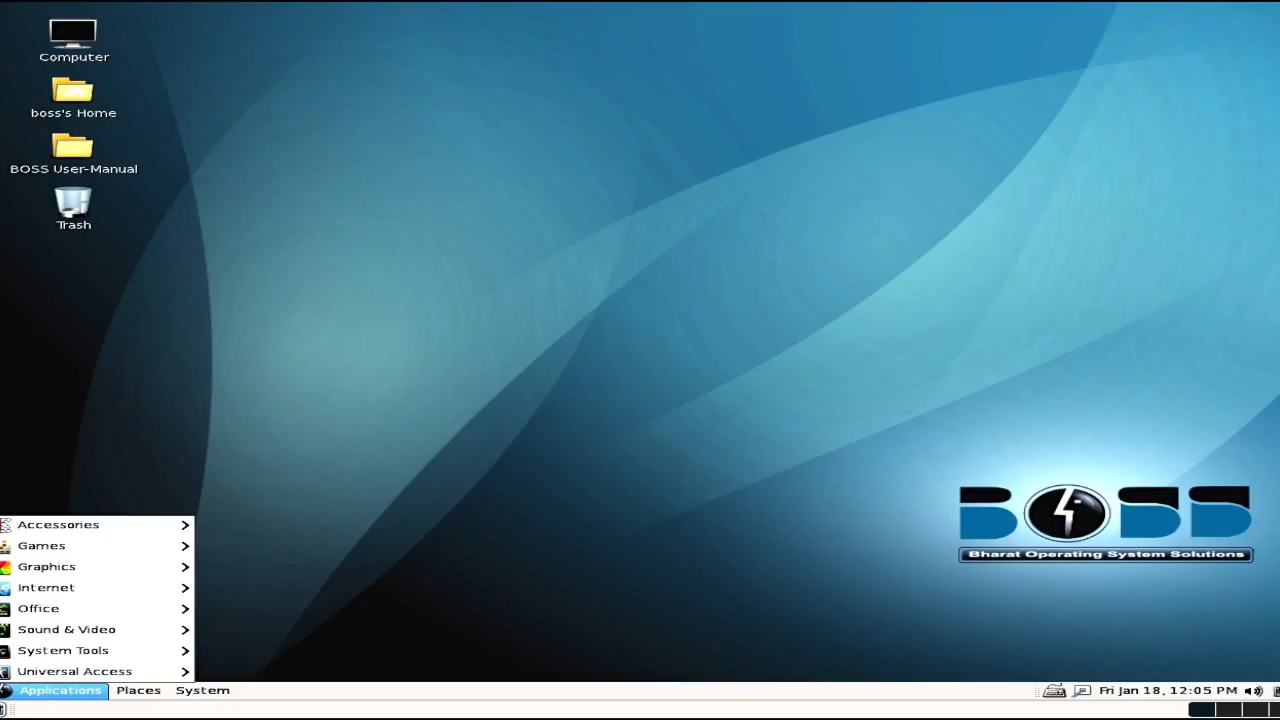 Computer
boss's Home
BOSS User-Manual
Trash
BOSS
Bharat Operating System Solutions
Accessories
Games
Graphics
Internet
Office
Sound & Video
System Tools
Universal Access
Applications Places System Fri Jan 18, 12:05 PM